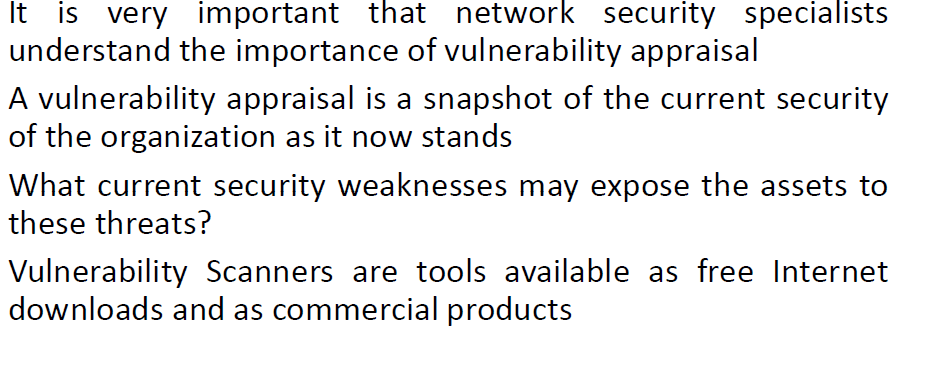 It is very important that network security specialists
understand the importance of vulnerability appraisal
A vulnerability appraisal is a snapshot of the current security
of the organization as it now stands
What current security weaknesses may expose the assets to
these threats?
Vulnerability Scanners are tools available as free Internet
downloads and as commercial products